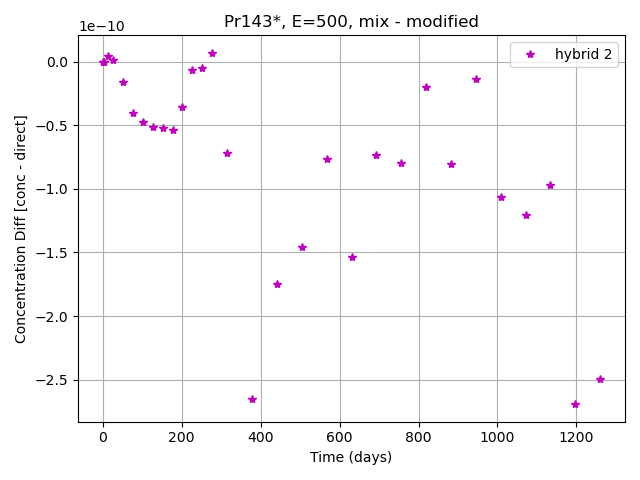 Pr143*, E=500, mix - modified
1e−10
hybrid 2
0.0
−0.5
−1.0
−1.5
−2.0
−2.5
Concentration Diff [conc - direct]
0 200 400 600 800 1000 1200
Time (days)